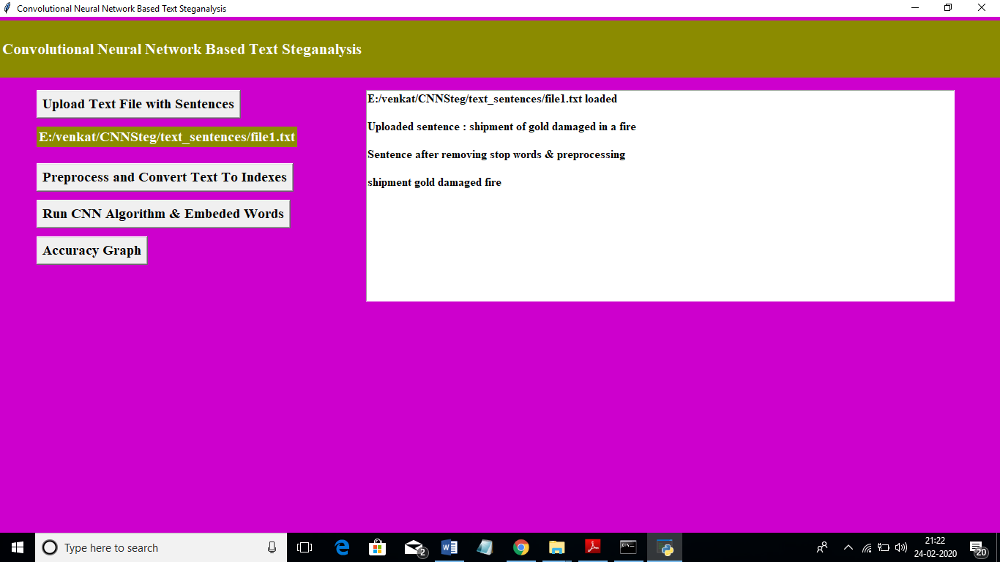 Convolutional Neural Network Based Text Steganalysis
Convolutional Neural Network Based Text Steganalysis
Upload Text File with Sentences
E:/venkat/CNNSteg/text_sentences/file1.txt
Preprocess and Convert Text To Indexes
Run CNN Algorithm & Embeded Words
Accuracy Graph
E:/venkat/CNNSteg/text_sentences/file1.txt loaded
Uploaded sentence : shipment of gold damaged in a fire
Sentence after removing stop words & preprocessing
shipment gold damaged fire
Type here to search
2
21:22
24-02-2020
20